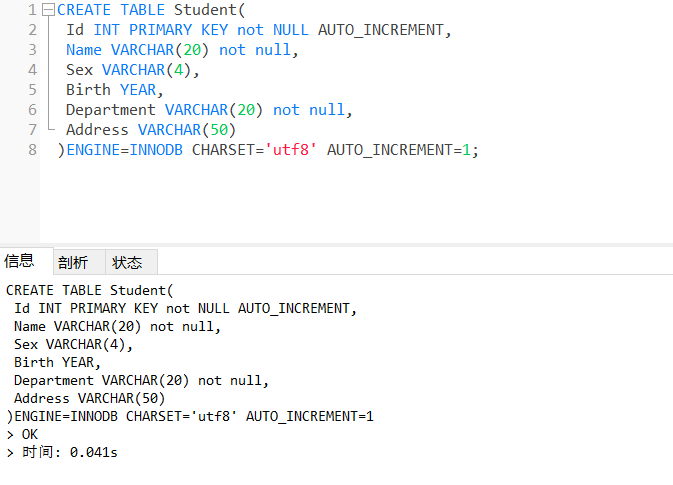 1 CREATE TABLE Student(
2 Id INT PRIMARY KEY not NULL AUTO_INCREMENT,
3 Name VARCHAR(20) not null,
4 Sex VARCHAR(4),
5 Birth YEAR,
6 Department VARCHAR(20) not null,
7 Address VARCHAR(50)
8 )ENGINE=INNODB CHARSET='utf8' AUTO_INCREMENT=1;
信息 剖析 状态
CREATE TABLE Student(
Id INT PRIMARY KEY not NULL AUTO_INCREMENT,
Name VARCHAR(20) not null,
Sex VARCHAR(4),
Birth YEAR,
Department VARCHAR(20) not null,
Address VARCHAR(50)
)ENGINE=INNODB CHARSET='utf8' AUTO_INCREMENT=1
> OK
> 时间: 0.041s